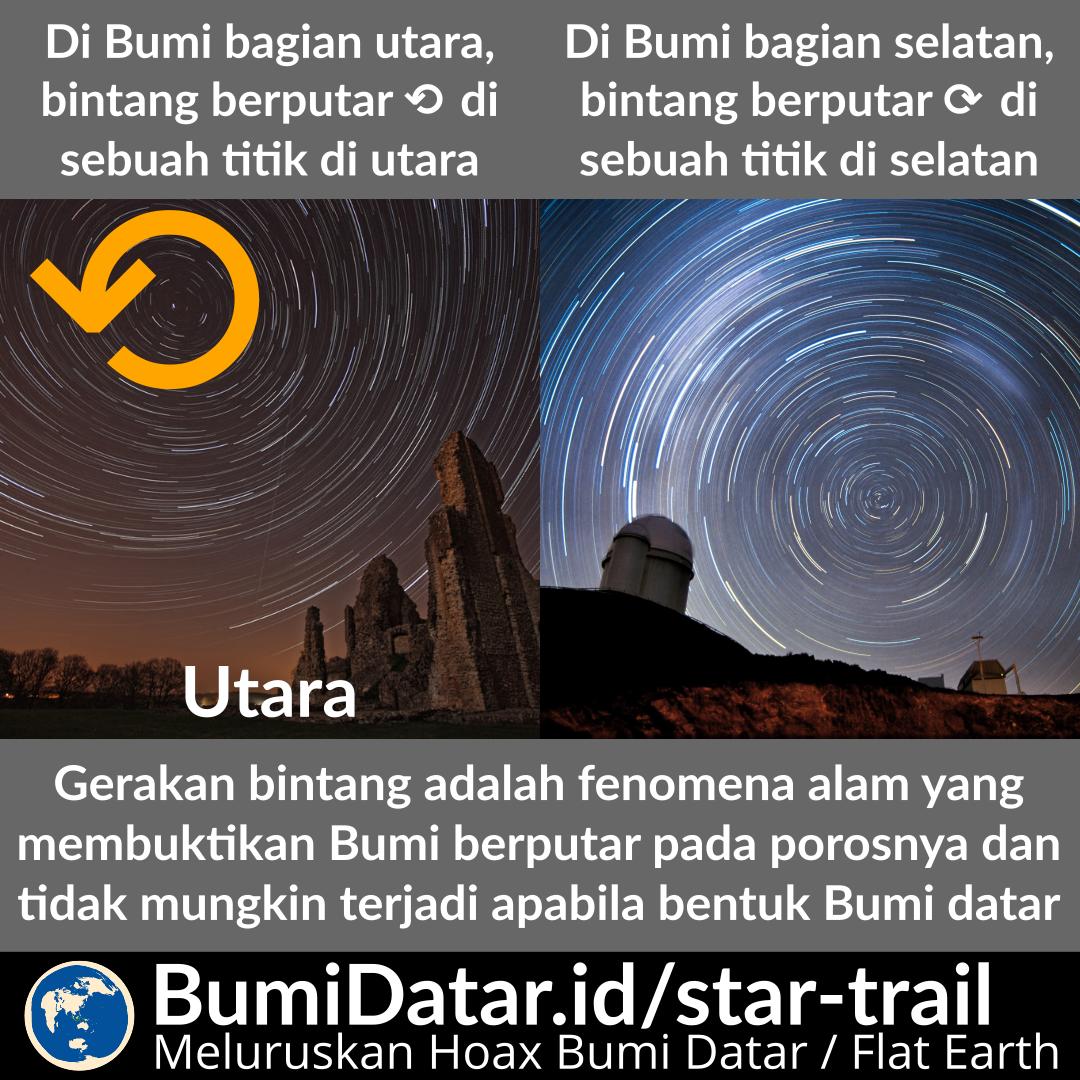 Di Bumi bagian utara,
bintang berputar ⟲ di
sebuah titik di utara
Di Bumi bagian selatan,
bintang berputar ⟳ di
sebuah titik di selatan
Utara
Gerakan bintang adalah fenomena alam yang
membuktikan Bumi berputar pada porosnya dan
tidak mungkin terjadi apabila bentuk Bumi datar
BumiDatar.id/star-trail
Meluruskan Hoax Bumi Datar / Flat Earth